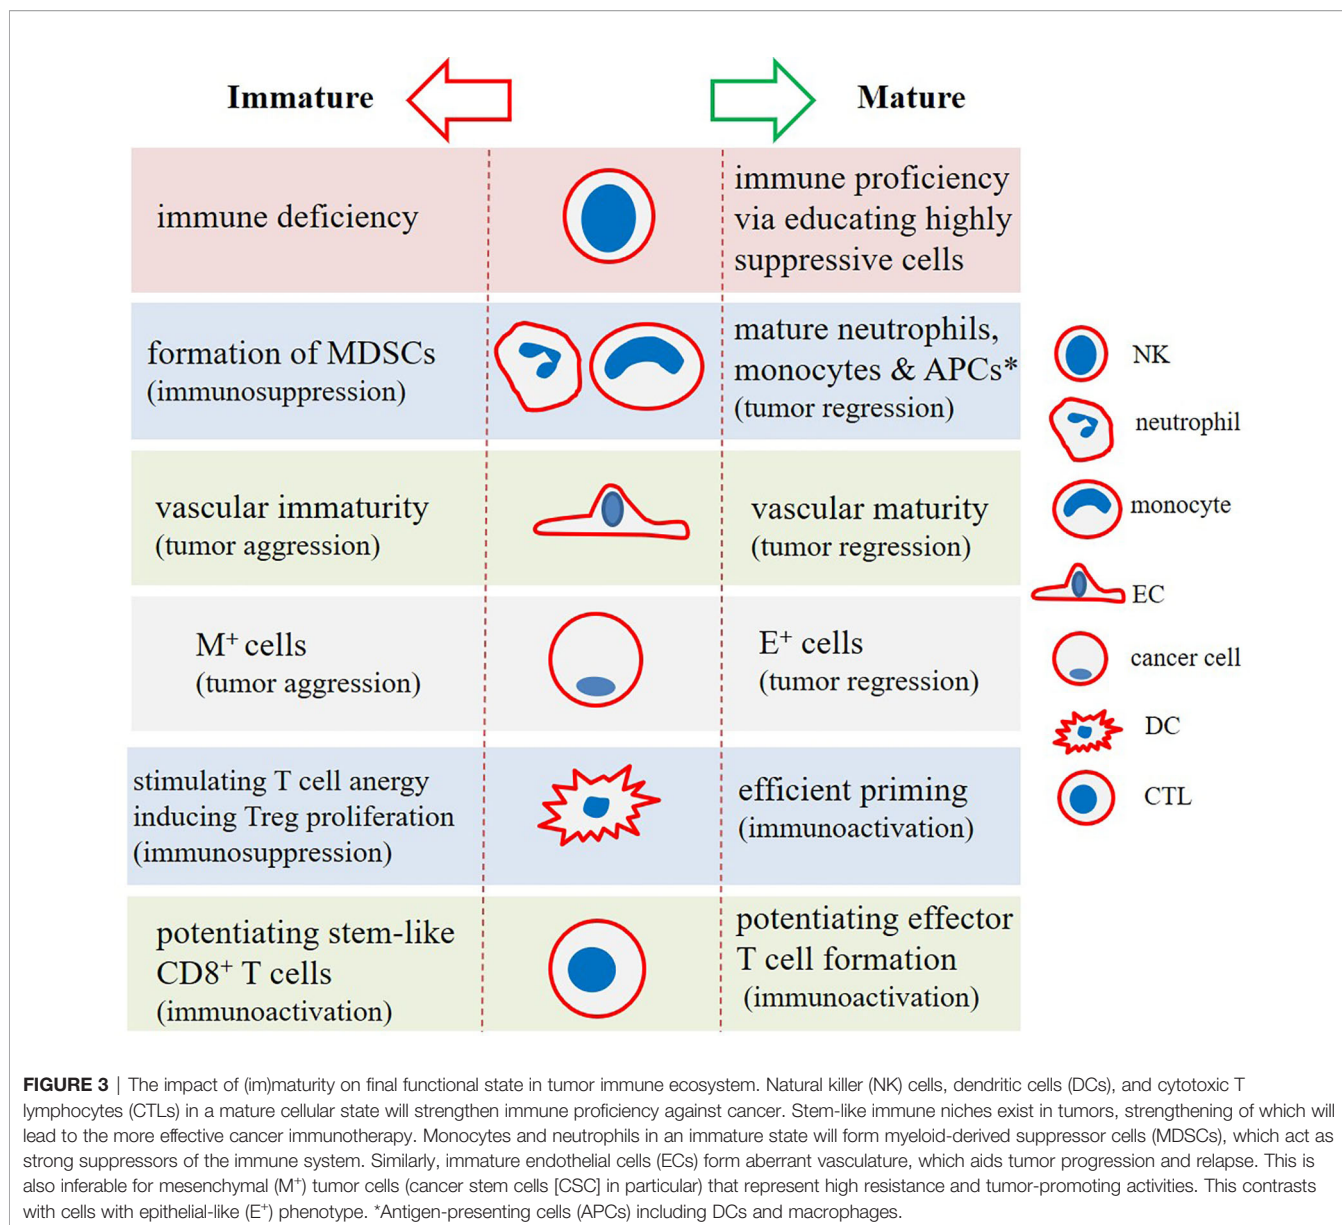 Immature
Mature
immune deficiency
immune proficiency
via educating highly
suppressive cells
formation of MDSCs
(immunosuppression)
mature neutrophils,
monocytes & APCs*
(tumor regression)
vascular immaturity
(tumor aggression)
vascular maturity
(tumor regression)
M⁺ cells
(tumor aggression)
E⁺ cells
(tumor regression)
stimulating T cell anergy
inducing Treg proliferation
(immunosuppression)
efficient priming
(immunoactivation)
potentiating stem-like
CD8⁺ T cells
(immunoactivation)
potentiating effector
T cell formation
(immunoactivation)
NK
neutrophil
monocyte
EC
cancer cell
DC
CTL
FIGURE 3 | The impact of (im)maturity on final functional state in tumor immune ecosystem. Natural killer (NK) cells, dendritic cells (DCs), and cytotoxic T
lymphocytes (CTLs) in a mature cellular state will strengthen immune proficiency against cancer. Stem-like immune niches exist in tumors, strengthening of which will
lead to the more effective cancer immunotherapy. Monocytes and neutrophils in an immature state will form myeloid-derived suppressor cells (MDSCs), which act as
strong suppressors of the immune system. Similarly, immature endothelial cells (ECs) form aberrant vasculature, which aids tumor progression and relapse. This is
also inferable for mesenchymal (M⁺) tumor cells (cancer stem cells [CSC] in particular) that represent high resistance and tumor-promoting activities. This contrasts
with cells with epithelial-like (E⁺) phenotype. *Antigen-presenting cells (APCs) including DCs and macrophages.